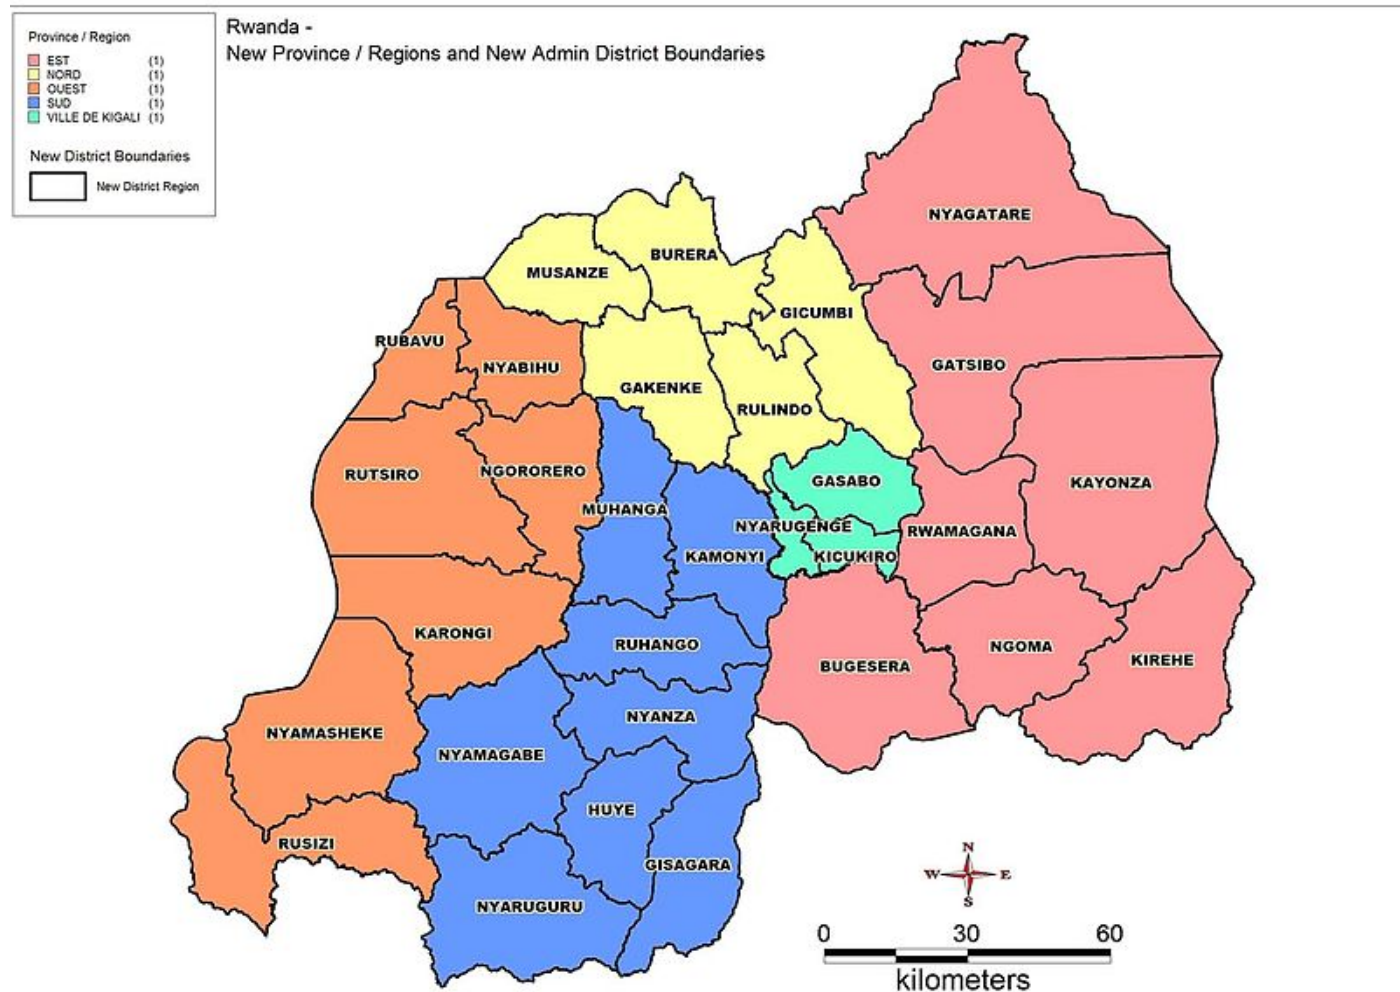 Rwanda -
New Province / Regions and New Admin District Boundaries
Province / Region
EST (1)
NORD (1)
OUEST (1)
SUD (1)
VILLE DE KIGALI (1)
New District Boundaries
New District Region
NYAGATARE
BURERA
MUSANZE
GICUMBI
RUBAVU
NYABIHU
GATSIBO
GAKENKE
RULINDO
RUTSIRO
NGORORERO
GASABO
KAYONZA
MUHANGA
NYARUGENGE
RWAMAGANA
KAMONYI
KICUKIRO
KARONGI
RUHANGO
NGOMA
BUGESERA
KIREHE
NYANZA
NYAMASHEKE
NYAMAGABE
HUYE
RUSIZI
GISAGARA
NYARUGURU
N
W E
S
0 30 60
kilometers